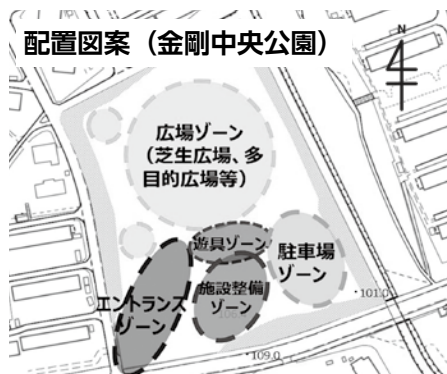 配置図案（金剛中央公園）
N
広場ゾーン
（芝生広場、多
目的広場等）
遊具ゾーン
駐車場
ゾーン
エントランス
ゾーン
施設整備
ゾーン
・101.0
・109.0